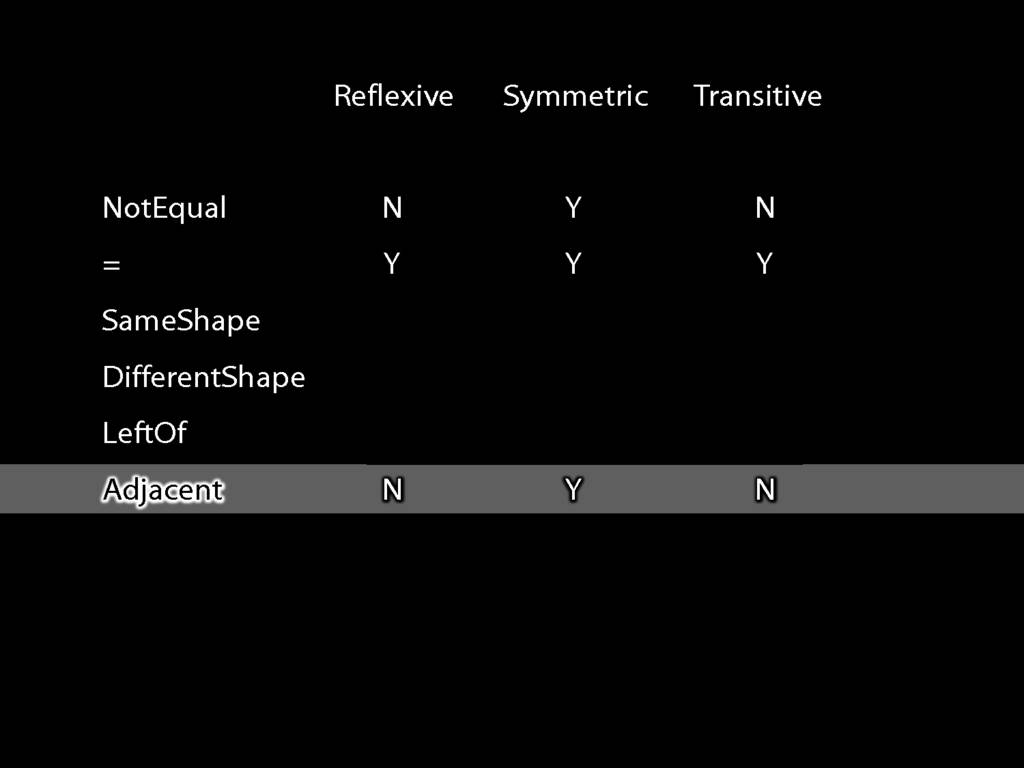 Reflexive Symmetric Transitive
NotEqual N Y N
= Y Y Y
SameShape
DifferentShape
LeftOf
Adjacent N Y N